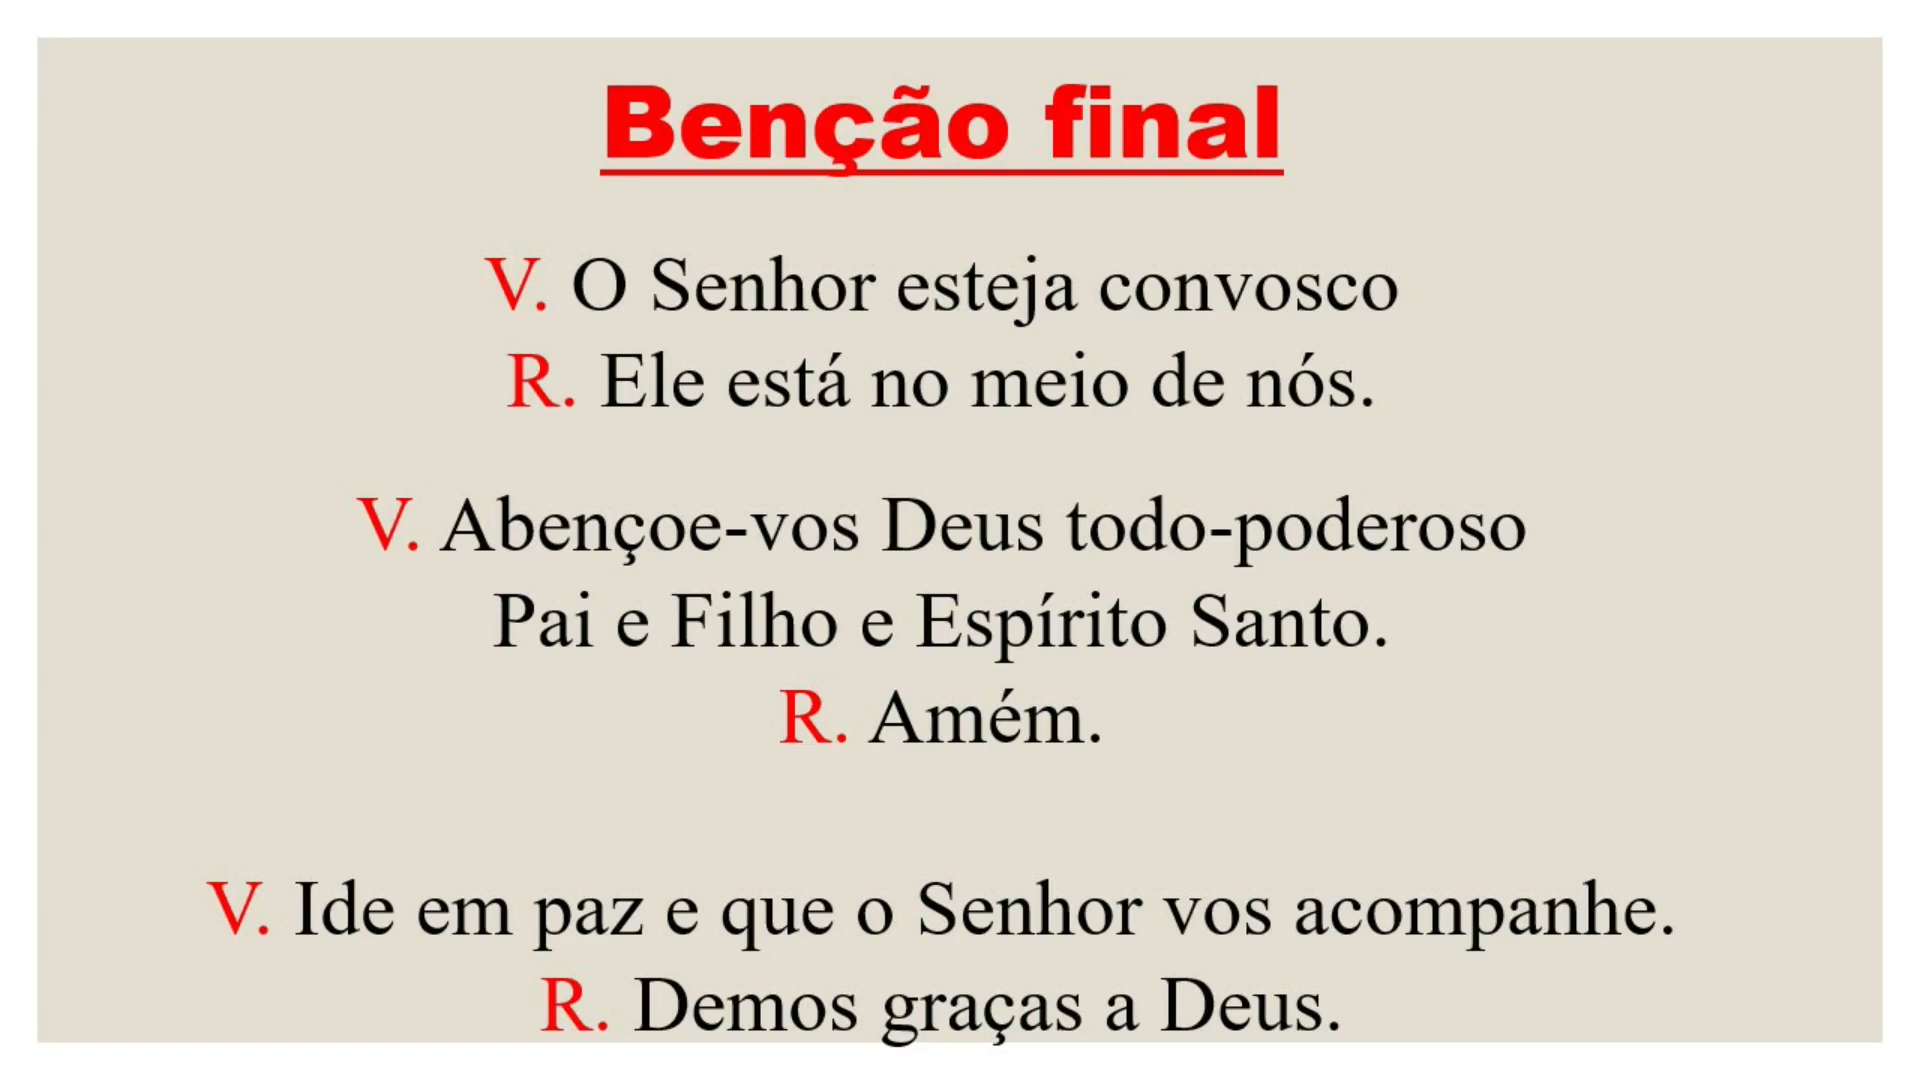 Benção final
V. O Senhor esteja convosco
R. Ele está no meio de nós.
V. Abençoe-vos Deus todo-poderoso
Pai e Filho e Espírito Santo.
R. Amém.
V. Ide em paz e que o Senhor vos acompanhe.
R. Demos graças a Deus.